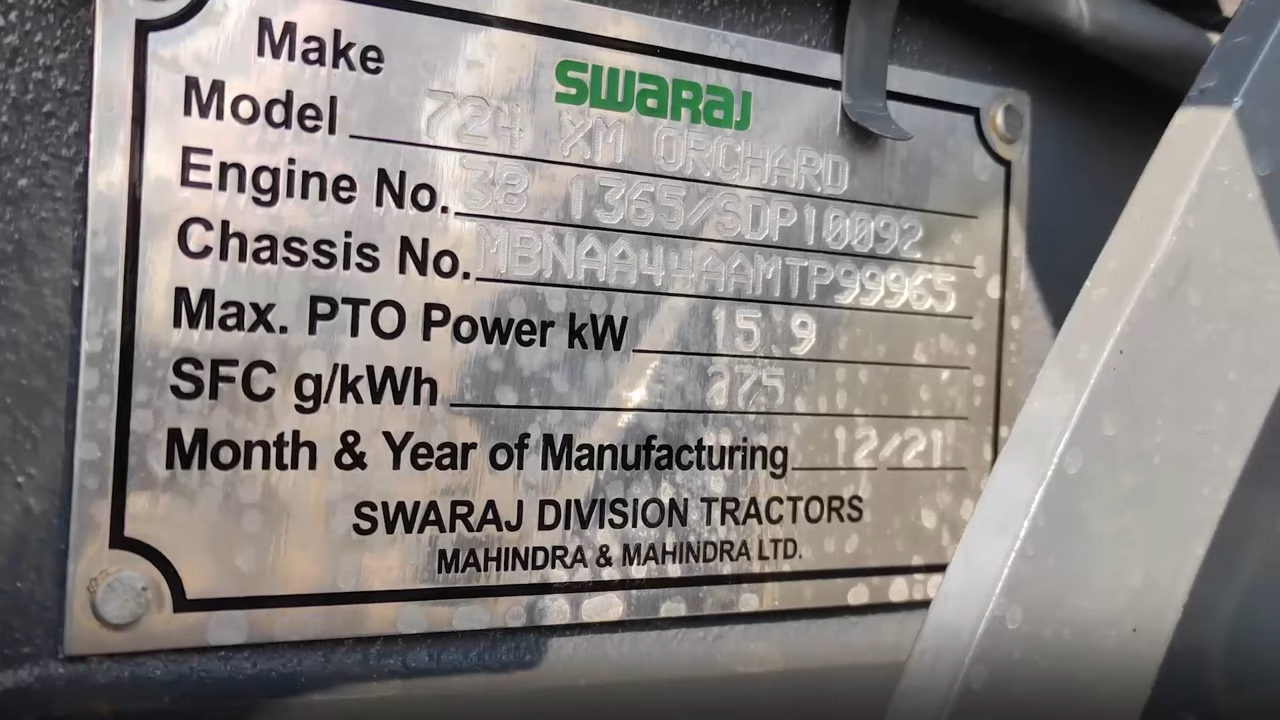 Make SWARAJ
Model 724 XM ORCHARD
Engine No. 38.1365/SDP10092
Chassis No. MBNAA44AAMTP99965
Max. PTO Power kW 15.9
SFC g/kWh 275
Month & Year of Manufacturing 12/21
SWARAJ DIVISION TRACTORS
MAHINDRA & MAHINDRA LTD.